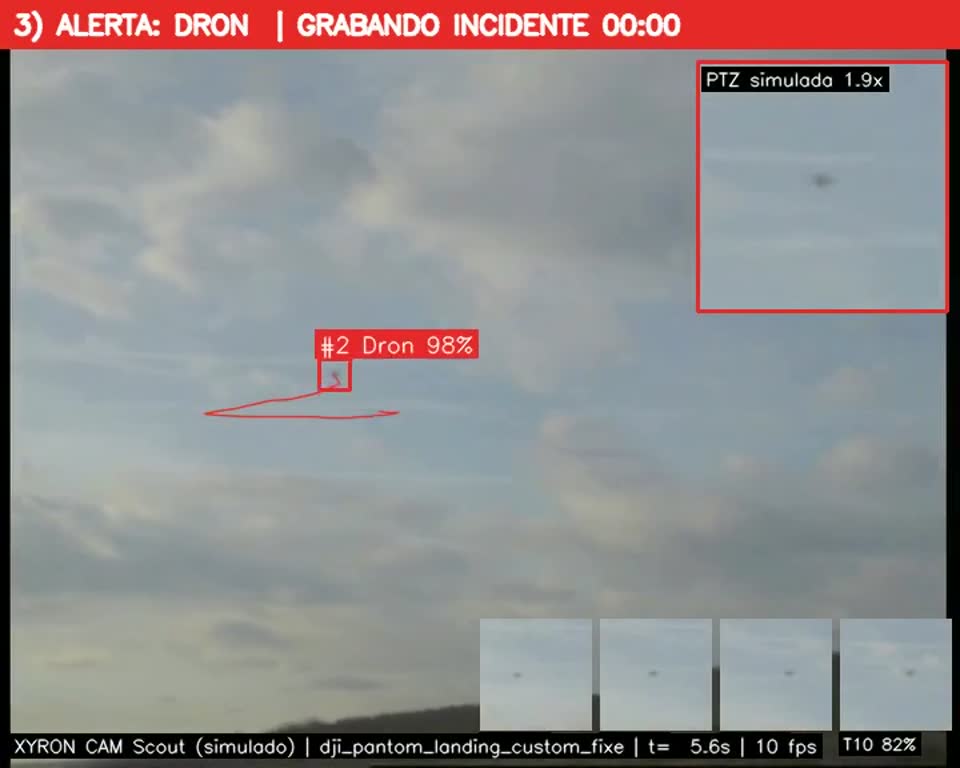 3) ALERTA: DRON | GRABANDO INCIDENTE 00:00
PTZ simulada 1.9x
#2 Dron 98%
XYRON CAM Scout (simulado) | dji_pantom_landing_custom_fixe | t= 5.6s | 10 fps
T10 82%